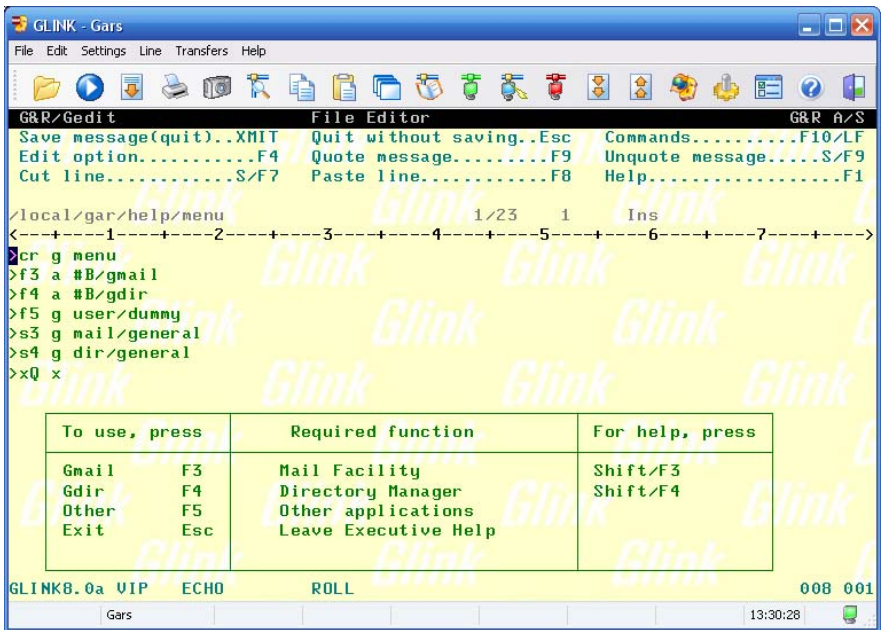 GLINK - Gars
File Edit Settings Line Transfers Help
G&R/Gedit File Editor G&R A/S
Save message(quit)..XMIT Quit without saving..Esc Commands..........F10/LF
Edit option...........F4 Quote message.........F9 Unquote message.....S/F9
Cut line............S/F7 Paste line............F8 Help..................F1
/local/gar/help/menu 1/23 1 Ins
<---+----1----+----2----+----3----+----4----+----5----+----6----+----7----+---->
>cr g menu
>f3 a #B/gmail
>f4 a #B/gdir
>f5 g user/dummy
>s3 g mail/general
>s4 g dir/general
>xQ x
To use, press Required function For help, press
Gmail F3 Mail Facility Shift/F3
Gdir F4 Directory Manager Shift/F4
Other F5 Other applications
Exit Esc Leave Executive Help
GLINK8.0a VIP ECHO ROLL 008 001
Gars 13:30:28